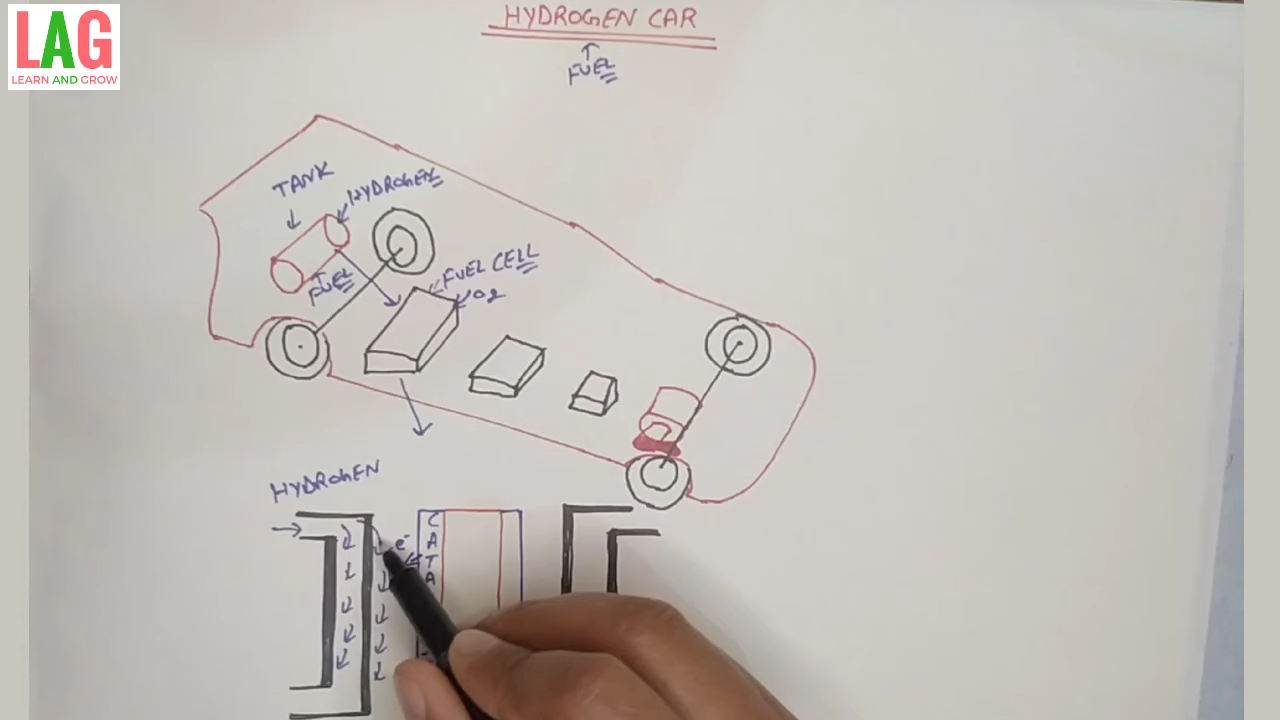 LAG
LEARN AND GROW
HYDROGEN CAR
FUEL
TANK
HYDROGEN
FUEL
FUEL CELL
O2
HYDROGEN
e-
C
A
T
A